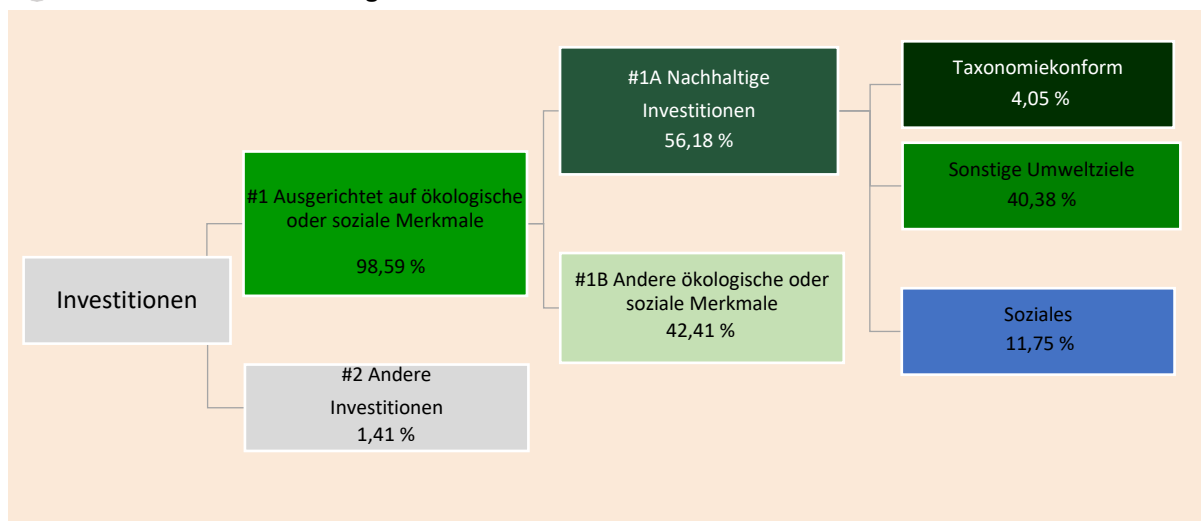 Investitionen
#1 Ausgerichtet auf ökologische
oder soziale Merkmale
98,59 %
#2 Andere
Investitionen
1,41 %
#1A Nachhaltige
Investitionen
56,18 %
#1B Andere ökologische oder
soziale Merkmale
42,41 %
Taxonomiekonform
4,05 %
Sonstige Umweltziele
40,38 %
Soziales
11,75 %